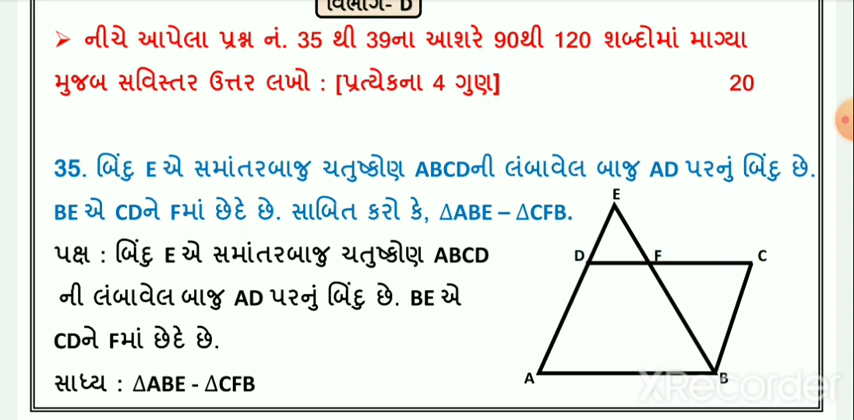 વિભાગ- D
➢ નીચે આપેલા પ્રશ્ન નં. 35 થી 39ના આશરે 90થી 120 શબ્દોમાં માગ્યા
મુજબ સવિસ્તર ઉત્તર લખો : [પ્રત્યેકના 4 ગુણ] 20
35. બિંદુ E એ સમાંતરબાજુ ચતુષ્કોણ ABCDની લંબાવેલ બાજુ AD પરનું બિંદુ છે.
BE એ CDને Fમાં છેદે છે. સાબિત કરો કે, ΔABE – ΔCFB.
પક્ષ : બિંદુ E એ સમાંતરબાજુ ચતુષ્કોણ ABCD
ની લંબાવેલ બાજુ AD પરનું બિંદુ છે. BE એ
CDને Fમાં છેદે છે.
સાધ્ય : ΔABE - ΔCFB
E
D F C
A B
XRecorder